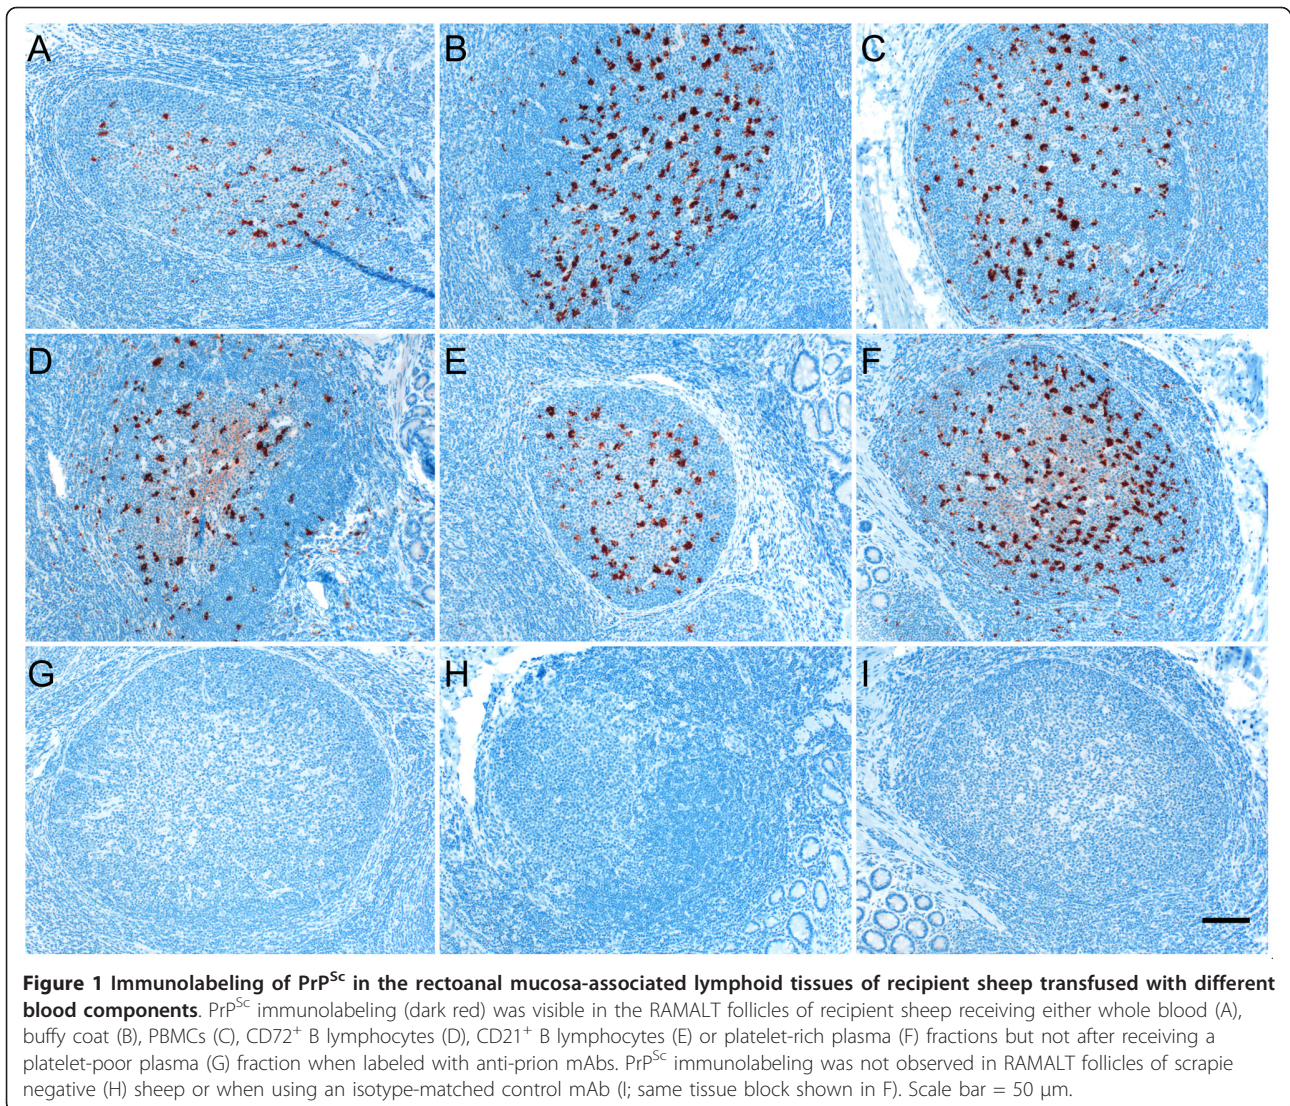 A
B
C
D
E
F
G
H
I
Figure 1 Immunolabeling of PrPSc in the rectoanal mucosa-associated lymphoid tissues of recipient sheep transfused with different
blood components. PrPSc immunolabeling (dark red) was visible in the RAMALT follicles of recipient sheep receiving either whole blood (A),
buffy coat (B), PBMCs (C), CD72+ B lymphocytes (D), CD21+ B lymphocytes (E) or platelet-rich plasma (F) fractions but not after receiving a
platelet-poor plasma (G) fraction when labeled with anti-prion mAbs. PrPSc immunolabeling was not observed in RAMALT follicles of scrapie
negative (H) sheep or when using an isotype-matched control mAb (I; same tissue block shown in F). Scale bar = 50 μm.